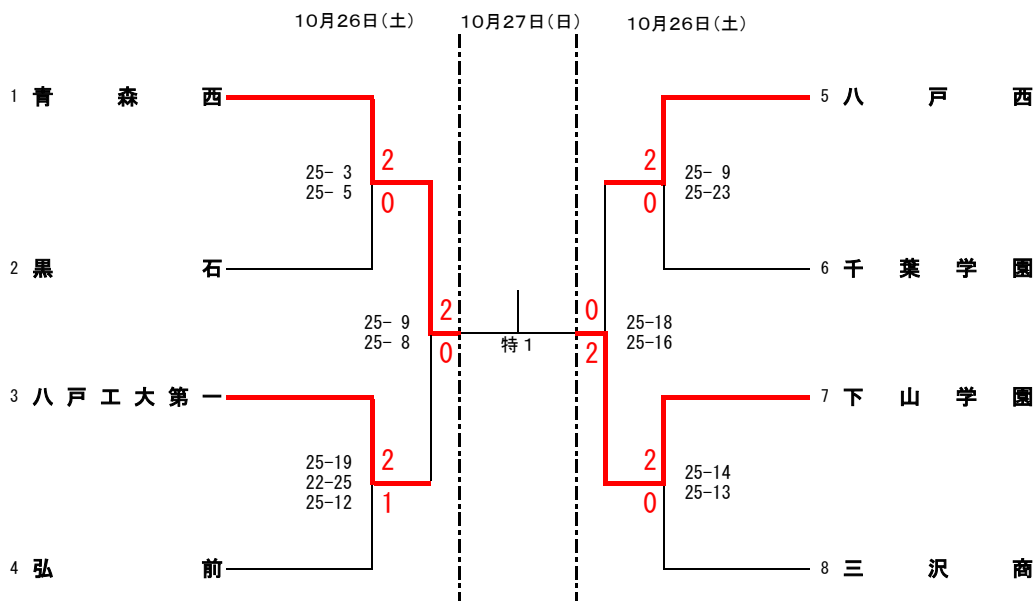 10月26日(土) 10月27日(日) 10月26日(土)
1 青森西
5 八戸西
25- 3
25- 5
2
0
2
0
25- 9
25-23
2 黒石
6 千葉学園
25- 9
25- 8
2
0
特1
0
2
25-18
25-16
3 八戸工大第一
7 下山学園
25-19
22-25
25-12
2
1
2
0
25-14
25-13
4 弘前
8 三沢商